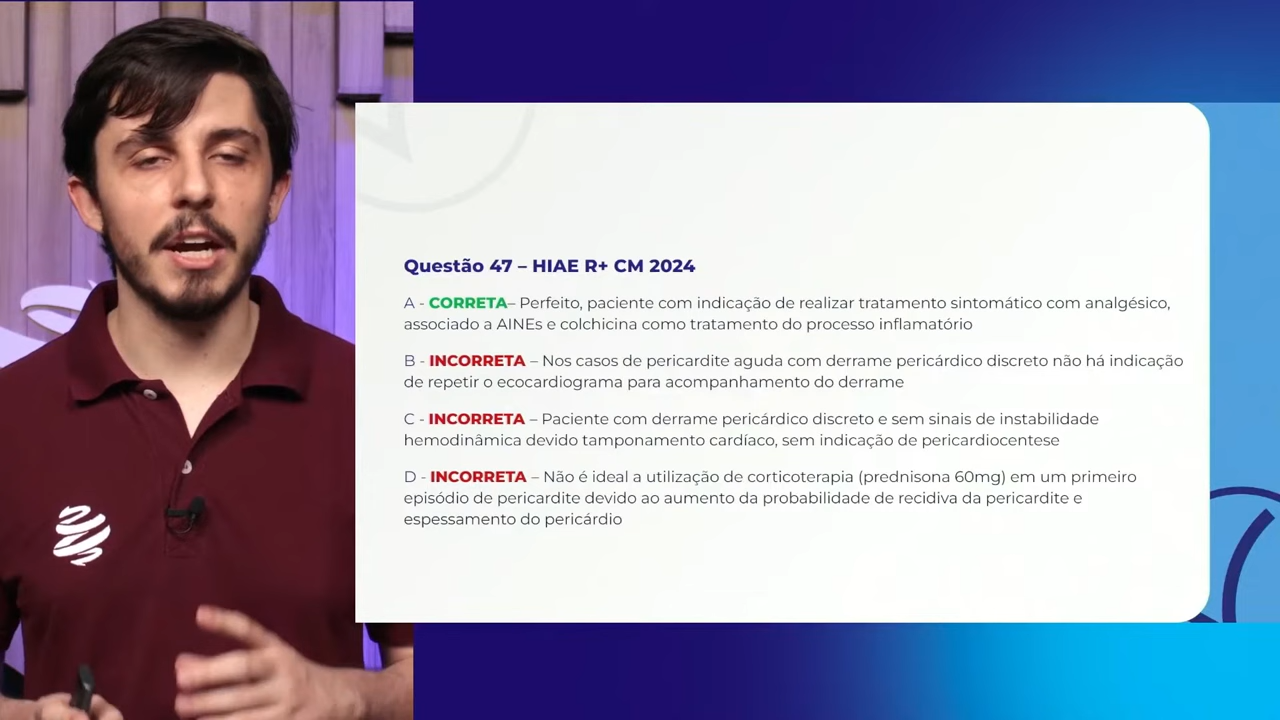 Questão 47 – HIAE R+ CM 2024
A - CORRETA– Perfeito, paciente com indicação de realizar tratamento sintomático com analgésico,
associado a AINEs e colchicina como tratamento do processo inflamatório
B - INCORRETA – Nos casos de pericardite aguda com derrame pericárdico discreto não há indicação
de repetir o ecocardiograma para acompanhamento do derrame
C - INCORRETA – Paciente com derrame pericárdico discreto e sem sinais de instabilidade
hemodinâmica devido tamponamento cardíaco, sem indicação de pericardiocentese
D - INCORRETA – Não é ideal a utilização de corticoterapia (prednisona 60mg) em um primeiro
episódio de pericardite devido ao aumento da probabilidade de recidiva da pericardite e
espessamento do pericárdio